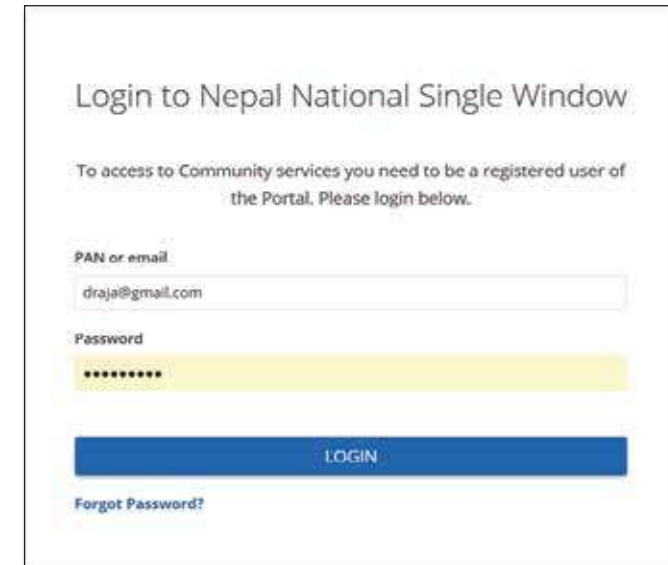 Login to Nepal National Single Window
To access to Community services you need to be a registered user of
the Portal. Please login below.
PAN or email
draja@gmail.com
Password
•••••••••
LOGIN
Forgot Password?